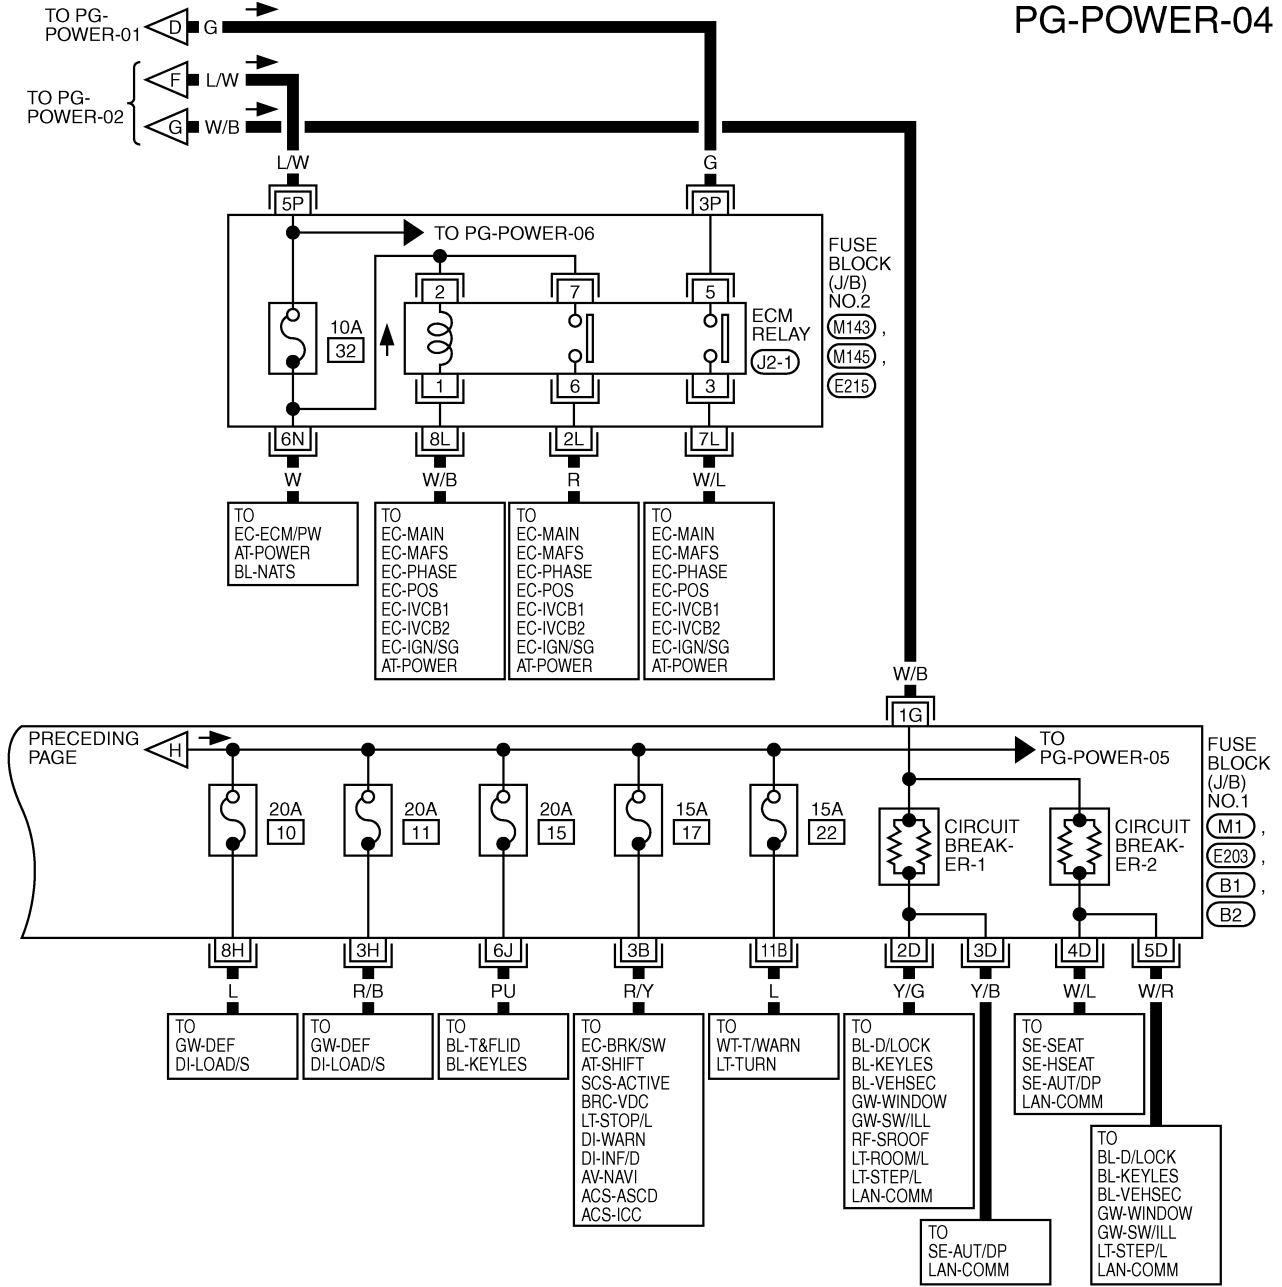 PG-POWER-04
TO PG-
POWER-01
D
G
F
L/W
TO PG-
POWER-02
G
W/B
L/W
G
5P
3P
TO PG-POWER-06
FUSE
BLOCK
(J/B)
NO.2
M143 ,
M145 ,
E215
2
7
5
10A
32
ECM
RELAY
J2-1
1
6
3
6N
8L
2L
7L
W
W/B
R
W/L
TO
EC-ECM/PW
AT-POWER
BL-NATS
TO
EC-MAIN
EC-MAFS
EC-PHASE
EC-POS
EC-IVCB1
EC-IVCB2
EC-IGN/SG
AT-POWER
TO
EC-MAIN
EC-MAFS
EC-PHASE
EC-POS
EC-IVCB1
EC-IVCB2
EC-IGN/SG
AT-POWER
TO
EC-MAIN
EC-MAFS
EC-PHASE
EC-POS
EC-IVCB1
EC-IVCB2
EC-IGN/SG
AT-POWER
W/B
1G
PRECEDING
PAGE
H
TO
PG-POWER-05
FUSE
BLOCK
(J/B)
NO.1
M1 ,
E203 ,
B1 ,
B2
20A
10
20A
11
20A
15
15A
17
15A
22
CIRCUIT
BREAK-
ER-1
CIRCUIT
BREAK-
ER-2
8H
3H
6J
3B
11B
2D
3D
4D
5D
L
R/B
PU
R/Y
L
Y/G
Y/B
W/L
W/R
TO
GW-DEF
DI-LOAD/S
TO
GW-DEF
DI-LOAD/S
TO
BL-T&FLID
BL-KEYLES
TO
EC-BRK/SW
AT-SHIFT
SCS-ACTIVE
BRC-VDC
LT-STOP/L
DI-WARN
DI-INF/D
AV-NAVI
ACS-ASCD
ACS-ICC
TO
WT-T/WARN
LT-TURN
TO
BL-D/LOCK
BL-KEYLES
BL-VEHSEC
GW-WINDOW
GW-SW/ILL
RF-SROOF
LT-ROOM/L
LT-STEP/L
LAN-COMM
TO
SE-AUT/DP
LAN-COMM
TO
SE-SEAT
SE-HSEAT
SE-AUT/DP
LAN-COMM
TO
BL-D/LOCK
BL-KEYLES
BL-VEHSEC
GW-WINDOW
GW-SW/ILL
LT-STEP/L
LAN-COMM